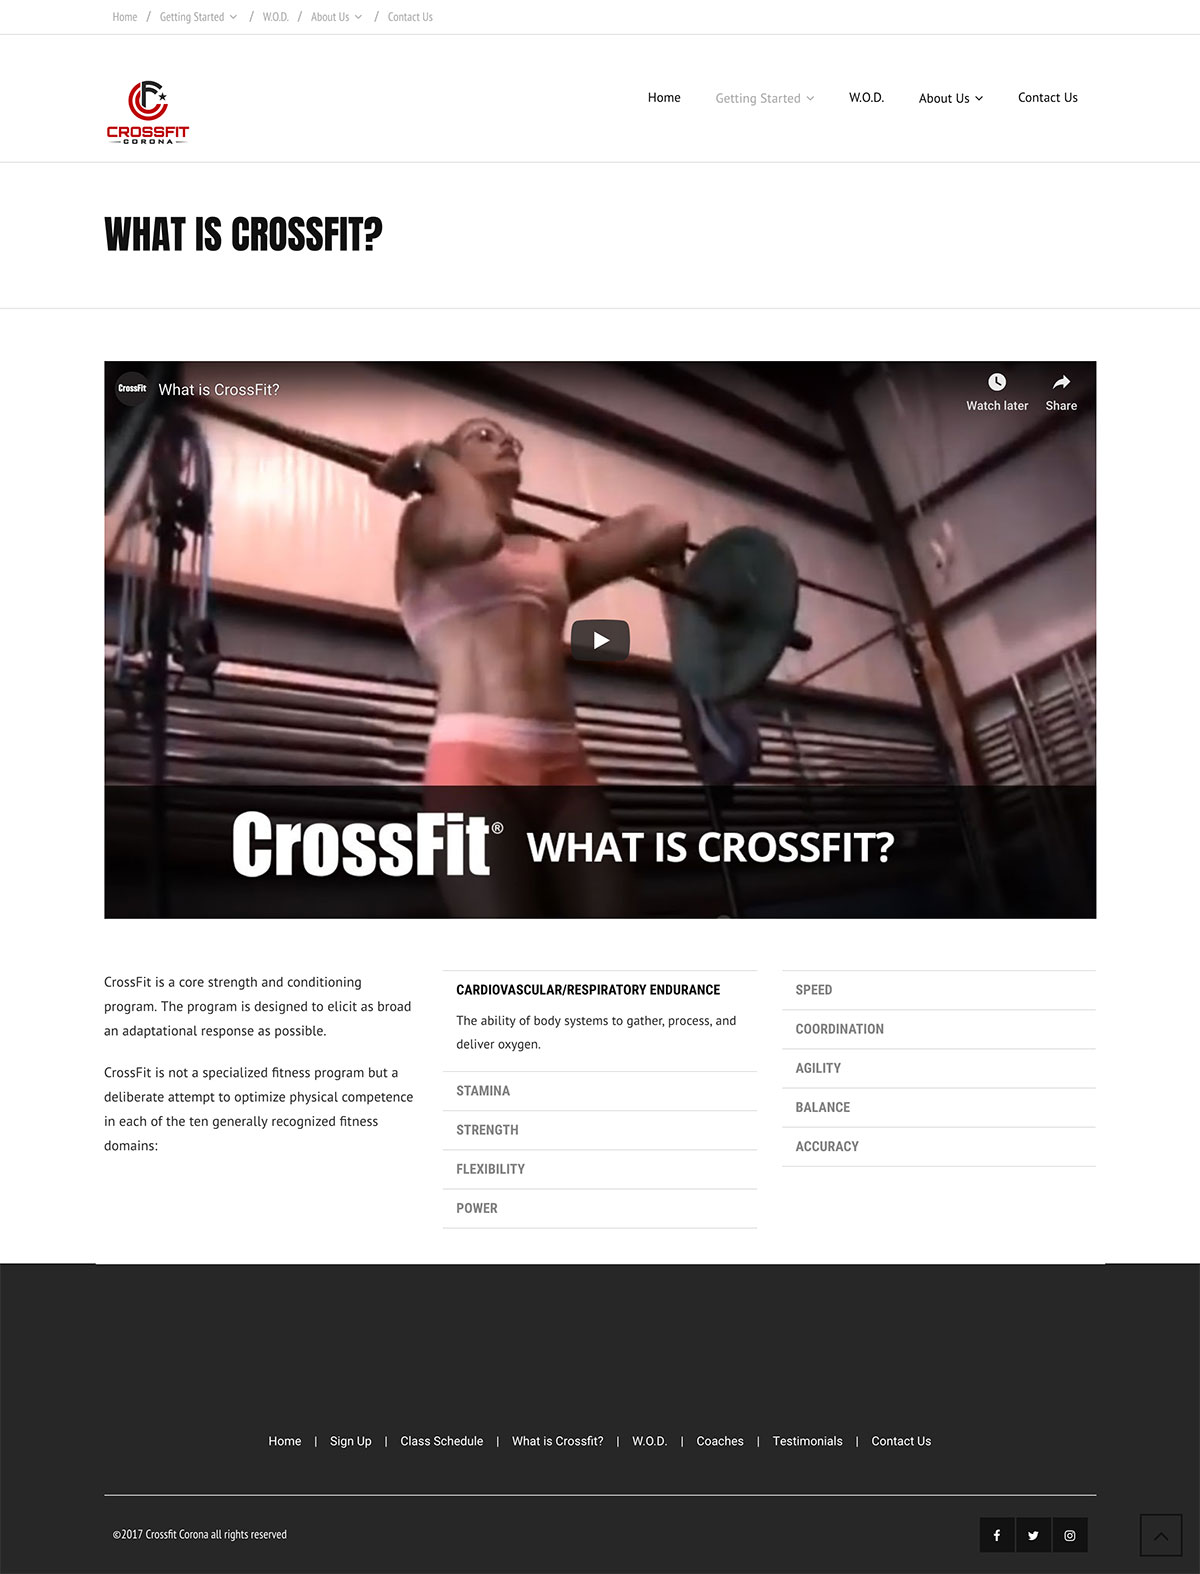 Home / Getting Started / W.O.D. / About Us / Contact Us
CROSSFIT
CORONA
Home Getting Started W.O.D. About Us Contact Us
WHAT IS CROSSFIT?
CrossFit What is CrossFit?
Watch later Share
CrossFit® WHAT IS CROSSFIT?
CrossFit is a core strength and conditioning
program. The program is designed to elicit as broad
an adaptational response as possible.
CrossFit is not a specialized fitness program but a
deliberate attempt to optimize physical competence
in each of the ten generally recognized fitness
domains:
CARDIOVASCULAR/RESPIRATORY ENDURANCE
The ability of body systems to gather, process, and
deliver oxygen.
STAMINA
STRENGTH
FLEXIBILITY
POWER
SPEED
COORDINATION
AGILITY
BALANCE
ACCURACY
Home | Sign Up | Class Schedule | What is Crossfit? | W.O.D. | Coaches | Testimonials | Contact Us
©2017 Crossfit Corona all rights reserved